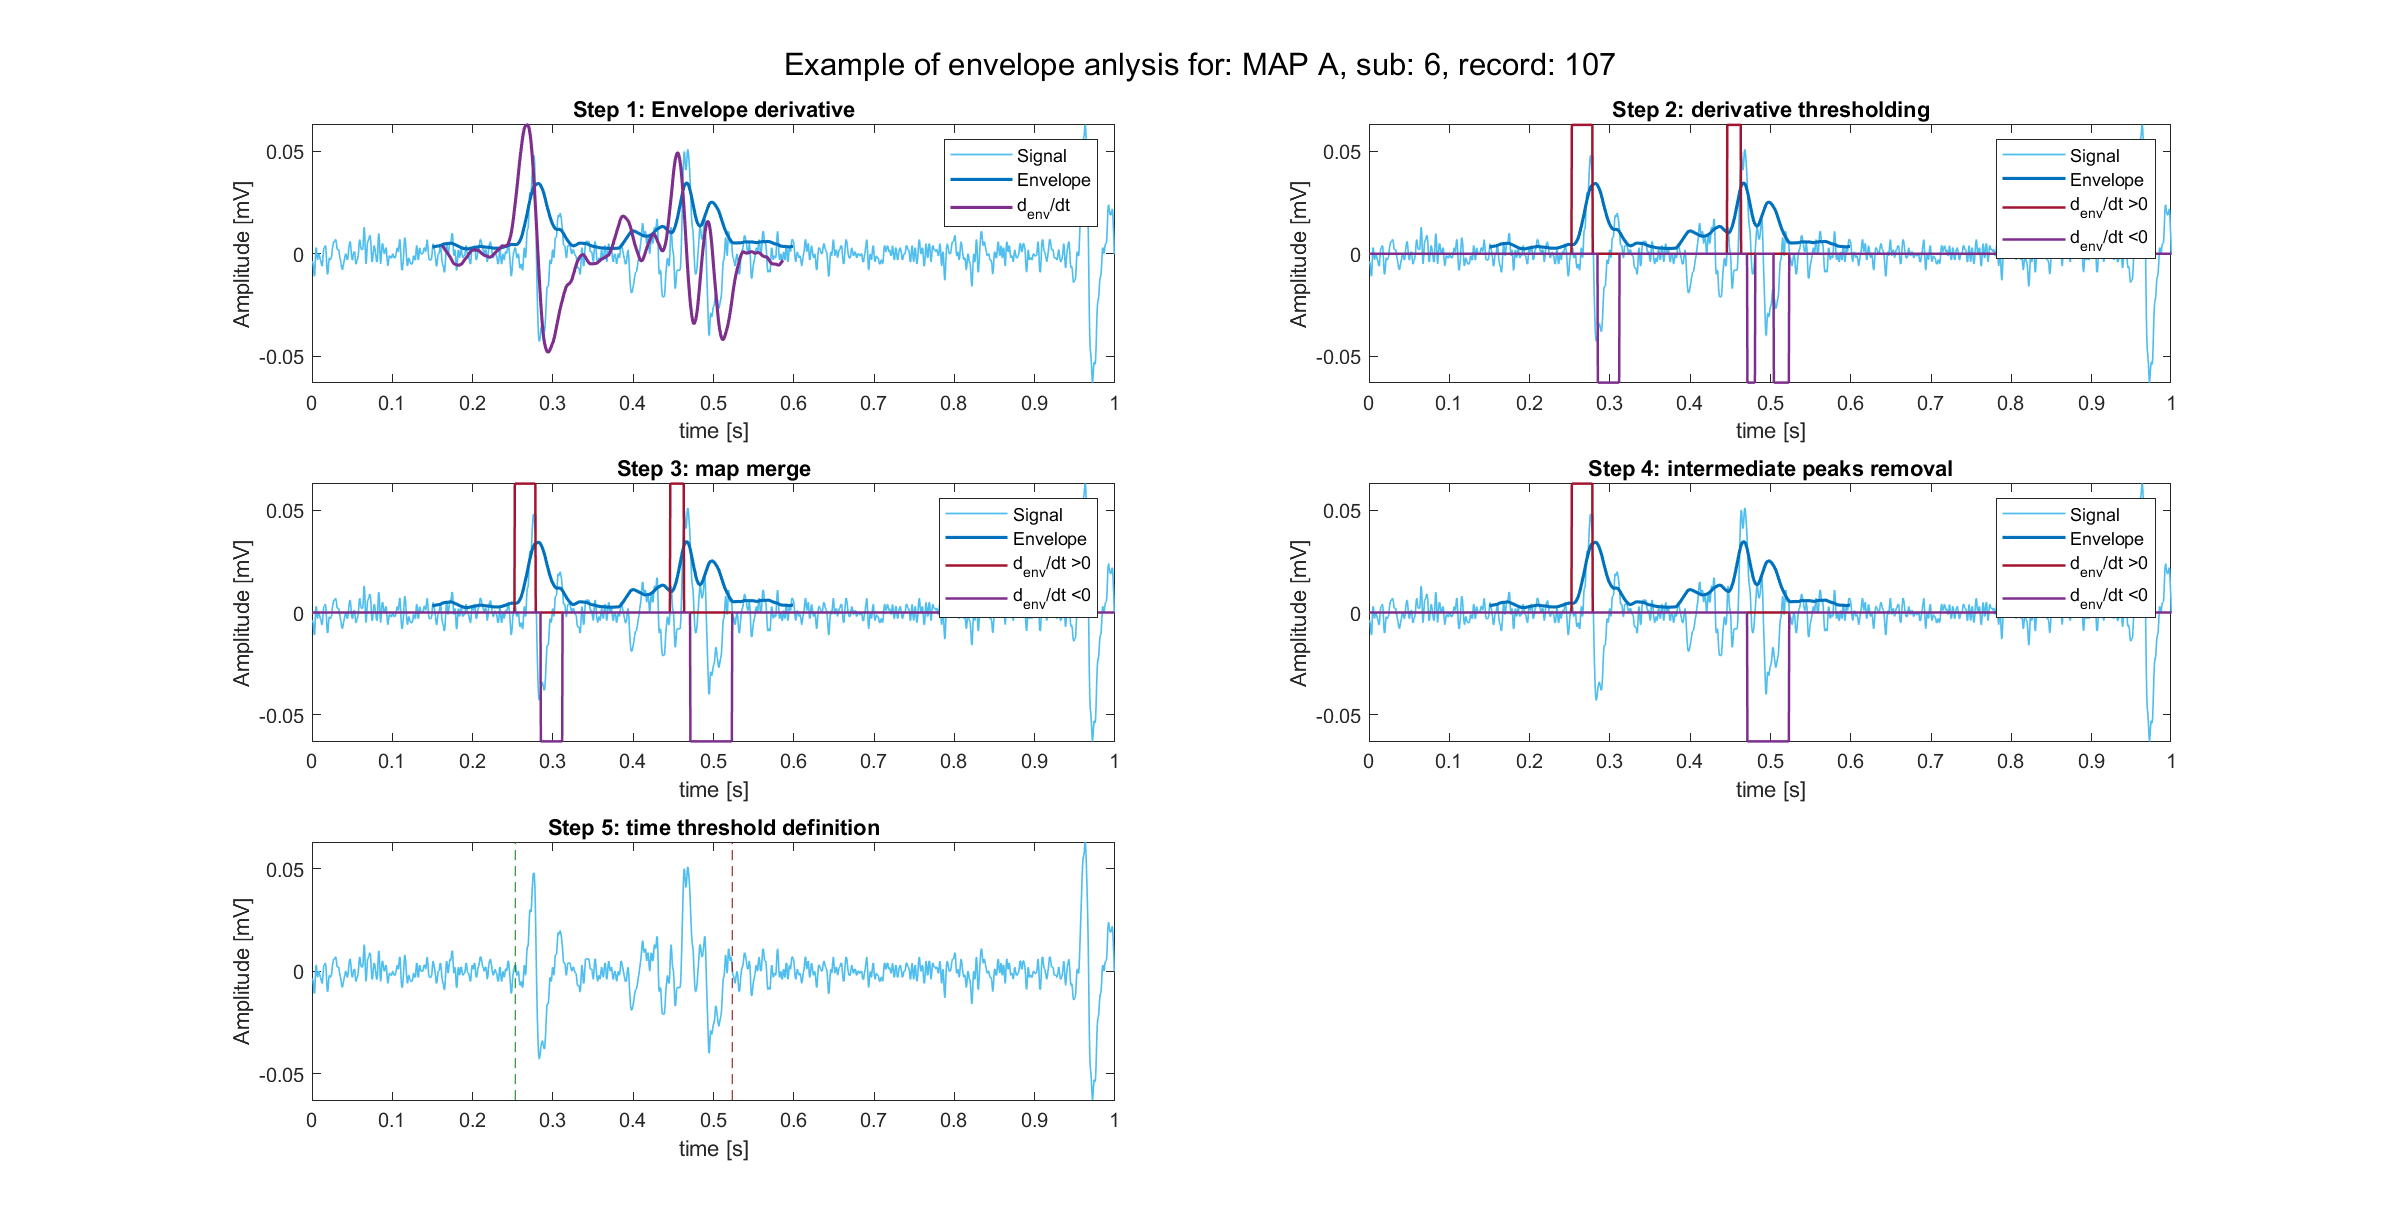 Example of envelope anlysis for: MAP A, sub: 6, record: 107
Step 1: Envelope derivative
Amplitude [mV]
0.05
0
-0.05
Signal
Envelope
d_env/dt
0 0.1 0.2 0.3 0.4 0.5 0.6 0.7 0.8 0.9 1
time [s]
Step 2: derivative thresholding
Amplitude [mV]
0.05
0
-0.05
Signal
Envelope
d_env/dt >0
d_env/dt <0
0 0.1 0.2 0.3 0.4 0.5 0.6 0.7 0.8 0.9 1
time [s]
Step 3: map merge
Amplitude [mV]
0.05
0
-0.05
Signal
Envelope
d_env/dt >0
d_env/dt <0
0 0.1 0.2 0.3 0.4 0.5 0.6 0.7 0.8 0.9 1
time [s]
Step 4: intermediate peaks removal
Amplitude [mV]
0.05
0
-0.05
Signal
Envelope
d_env/dt >0
d_env/dt <0
0 0.1 0.2 0.3 0.4 0.5 0.6 0.7 0.8 0.9 1
time [s]
Step 5: time threshold definition
Amplitude [mV]
0.05
0
-0.05
0 0.1 0.2 0.3 0.4 0.5 0.6 0.7 0.8 0.9 1
time [s]